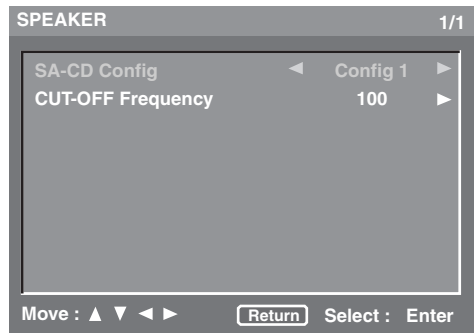 SPEAKER 1/1
SA-CD Config ◀ Config 1 ▶
CUT-OFF Frequency 100 ▶
Move : ▲ ▼ ◀ ▶ Return Select : Enter